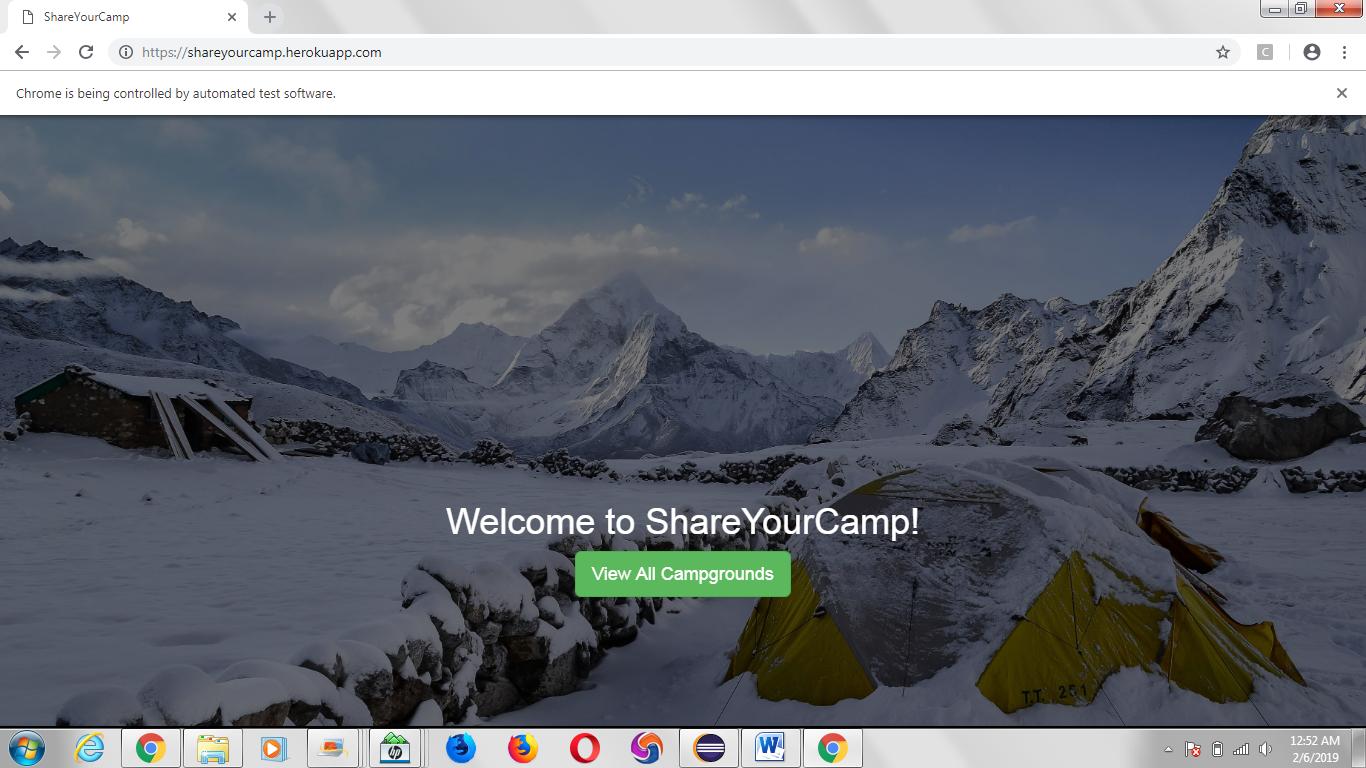 ShareYourCamp
https://shareyourcamp.herokuapp.com
C
Chrome is being controlled by automated test software.
Welcome to ShareYourCamp!
View All Campgrounds
T.T. 251
hp
W
12:52 AM
2/6/2019